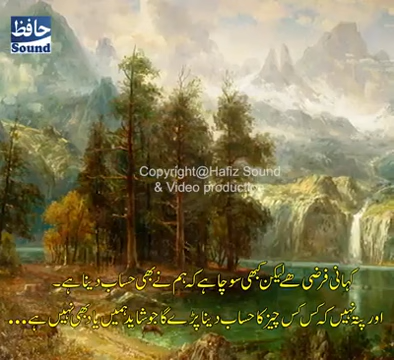 حافظ
Sound
Copyright@Hafiz Sound
& Video production
کہانی فرضی ھے لیکن کبھی سوچا ہے کہ ہم نے بھی حساب دینا ہے۔
اور پتہ نہیں کہ کس کس چیز کا حساب دینا پڑے گا جو شاید ہمیں یاد بھی نہیں ہے...